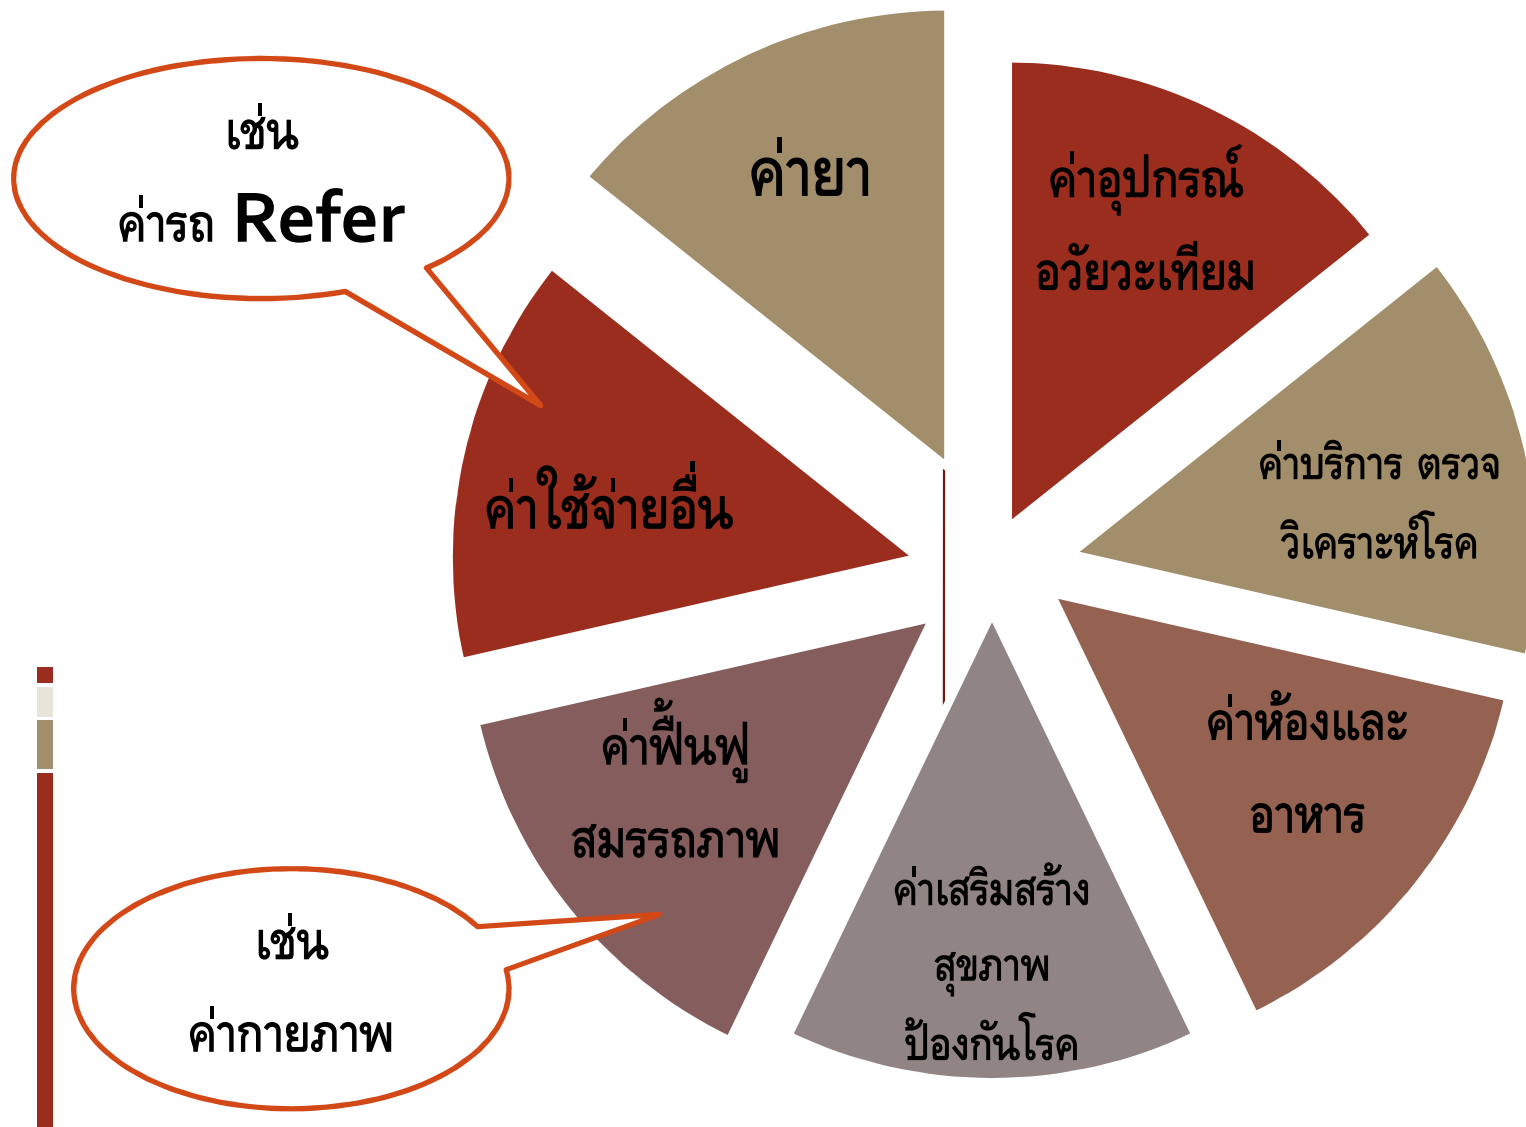 เช่น
ค่ารถ Refer
ค่ายา
ค่าอุปกรณ์
อวัยวะเทียม
ค่าบริการ ตรวจ
วิเคราะห์โรค
ค่าใช้จ่ายอื่น
ค่าห้องและ
อาหาร
ค่าฟื้นฟู
สมรรถภาพ
ค่าเสริมสร้าง
สุขภาพ
ป้องกันโรค
เช่น
ค่ากายภาพ